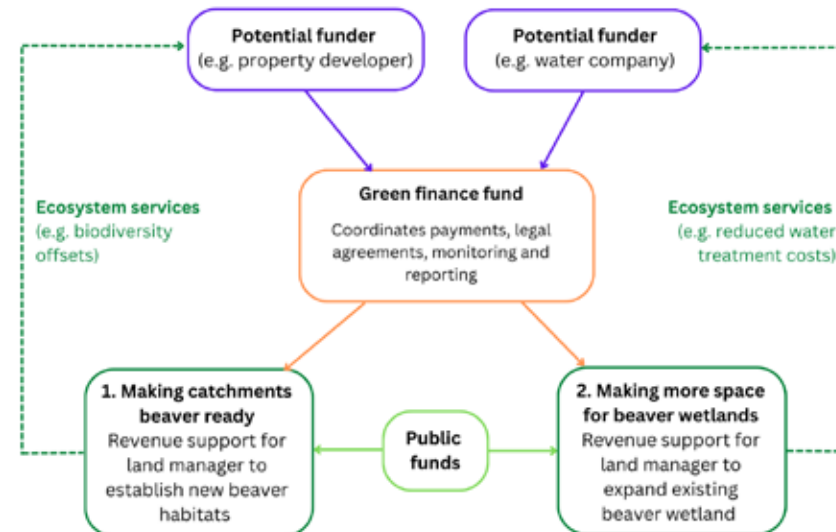 Potential funder
(e.g. property developer)
Potential funder
(e.g. water company)
Green finance fund
Coordinates payments, legal
agreements, monitoring and
reporting
Ecosystem services
(e.g. biodiversity
offsets)
Ecosystem services
(e.g. reduced water
treatment costs)
1. Making catchments
beaver ready
Revenue support for
land manager to
establish new beaver
habitats
Public
funds
2. Making more space
for beaver wetlands
Revenue support for
land manager to
expand existing
beaver wetland